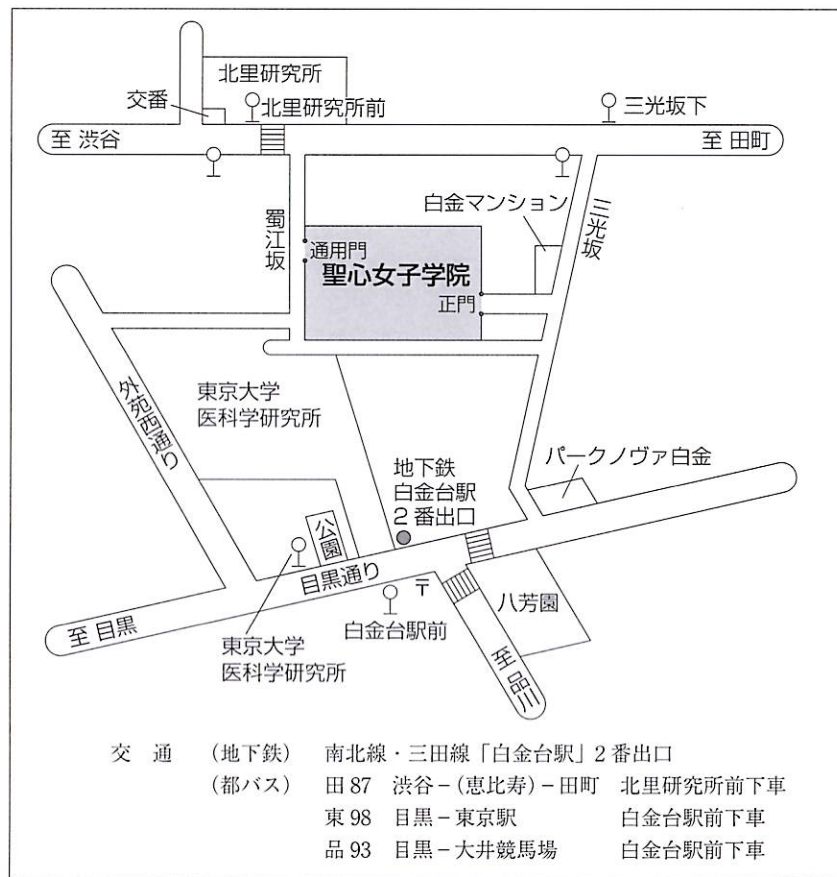 北里研究所
交番
北里研究所前
三光坂下
至 渋谷
至 田町
白金マンション
蜀江坂
三光坂
通用門
聖心女子学院
正門
外苑西通り
東京大学
医科学研究所
地下鉄
白金台駅
2番出口
パークノヴァ白金
公園
目黒通り
〒
八芳園
至 目黒
白金台駅前
東京大学
医科学研究所
至 品川
交 通 (地下鉄) 南北線・三田線「白金台駅」2番出口
(都バス) 田87 渋谷-(恵比寿)-田町 北里研究所前下車
東98 目黒-東京駅 白金台駅前下車
品93 目黒-大井競馬場 白金台駅前下車